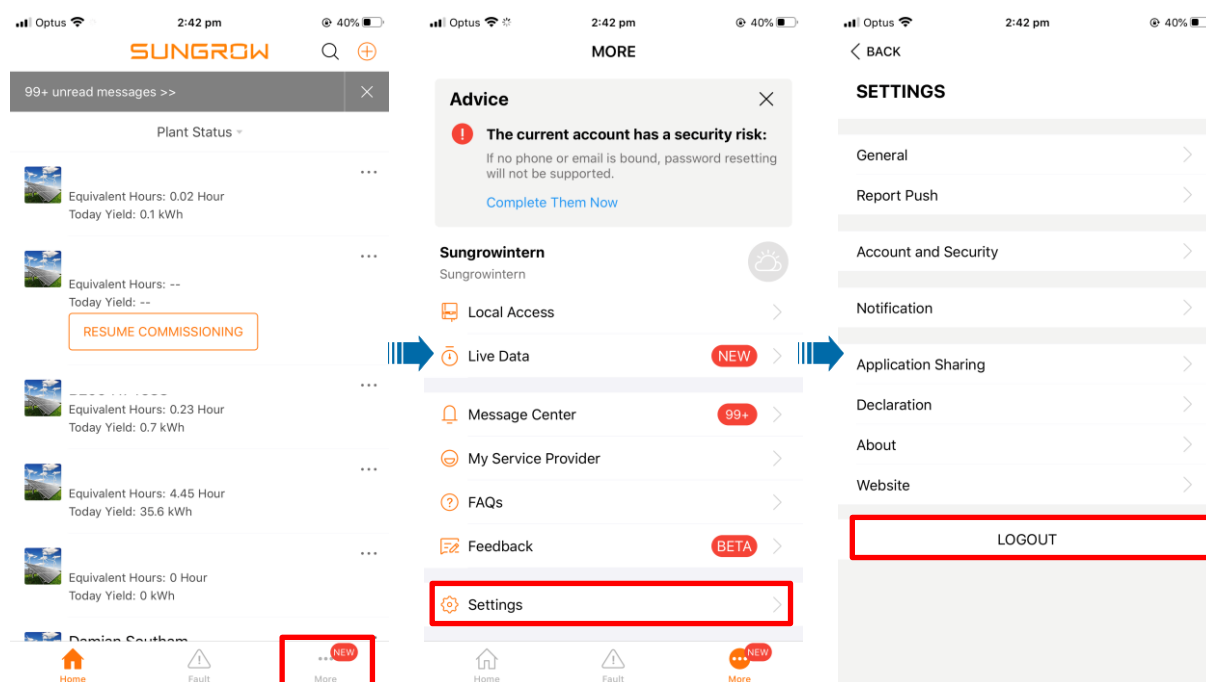 Optus
2:42 pm
40%
SUNGROW
99+ unread messages >>
Plant Status
Equivalent Hours: 0.02 Hour
Today Yield: 0.1 kWh
Equivalent Hours: --
Today Yield: --
RESUME COMMISSIONING
Equivalent Hours: 0.23 Hour
Today Yield: 0.7 kWh
Equivalent Hours: 4.45 Hour
Today Yield: 35.6 kWh
Equivalent Hours: 0 Hour
Today Yield: 0 kWh
Damian Southam
NEW
Home
Fault
More
Optus
2:42 pm
40%
MORE
Advice
The current account has a security risk:
If no phone or email is bound, password resetting
will not be supported.
Complete Them Now
Sungrowintern
Sungrowintern
Local Access
Live Data
NEW
Message Center
99+
My Service Provider
FAQs
Feedback
BETA
Settings
NEW
Home
Fault
More
Optus
2:42 pm
40%
BACK
SETTINGS
General
Report Push
Account and Security
Notification
Application Sharing
Declaration
About
Website
LOGOUT